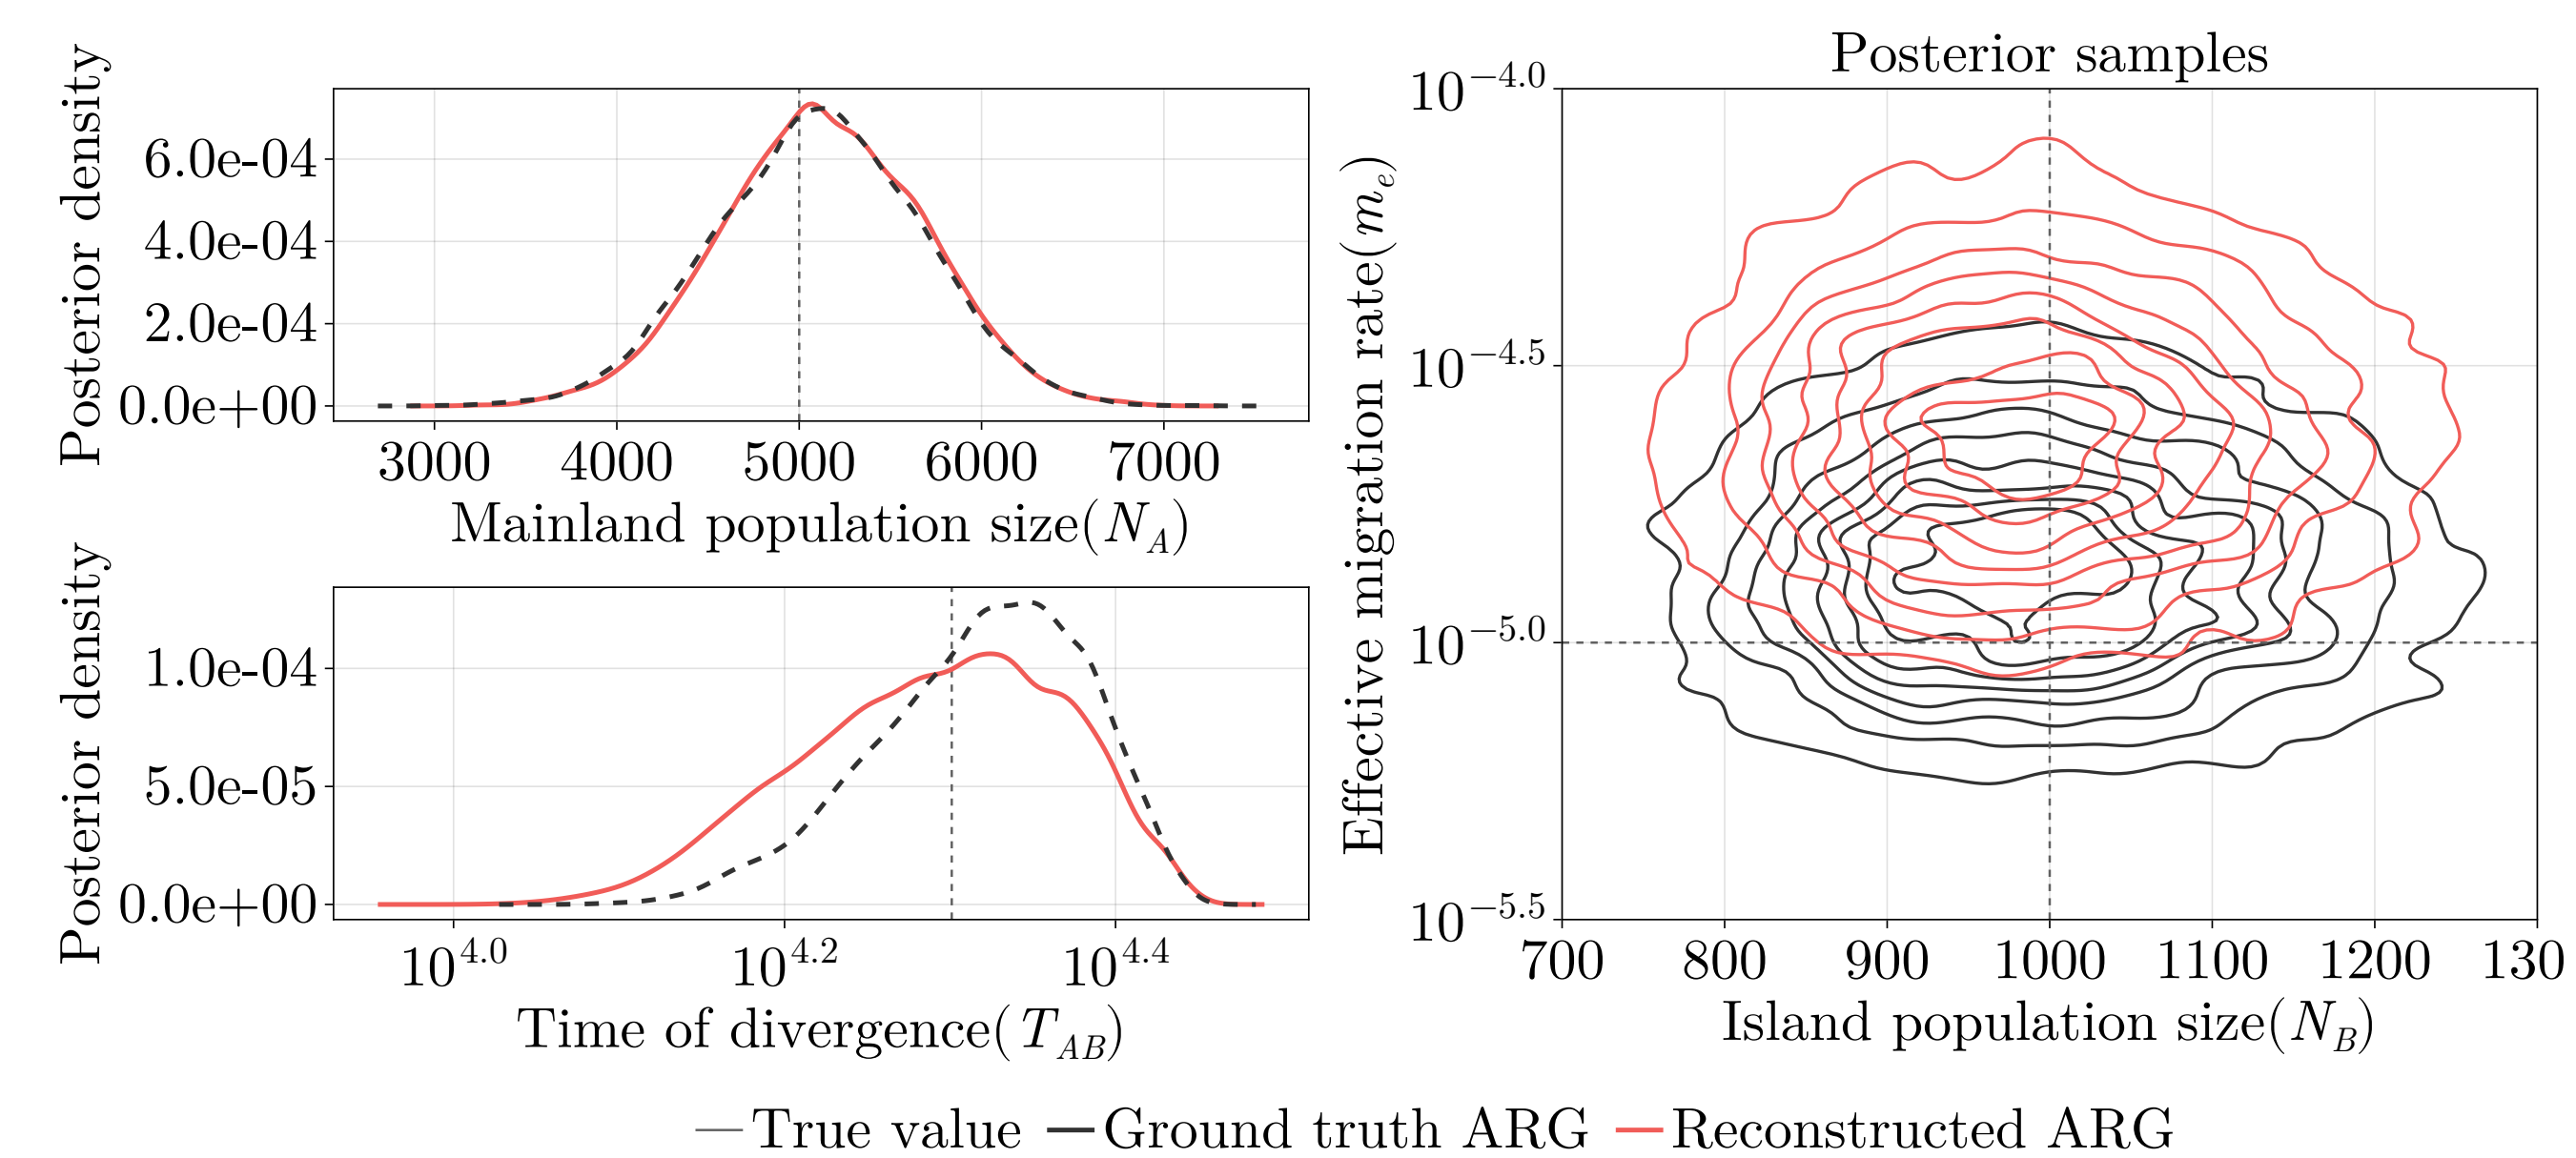 Posterior density
6.0e-04
4.0e-04
2.0e-04
0.0e+00
3000 4000 5000 6000 7000
Mainland population size(N_A)
Posterior density
1.0e-04
5.0e-05
0.0e+00
10^4.0 10^4.2 10^4.4
Time of divergence(T_AB)
Posterior samples
Effective migration rate(m_e)
10^−4.0
10^−4.5
10^−5.0
10^−5.5
700 800 900 1000 1100 1200 130
Island population size(N_B)
True value Ground truth ARG Reconstructed ARG